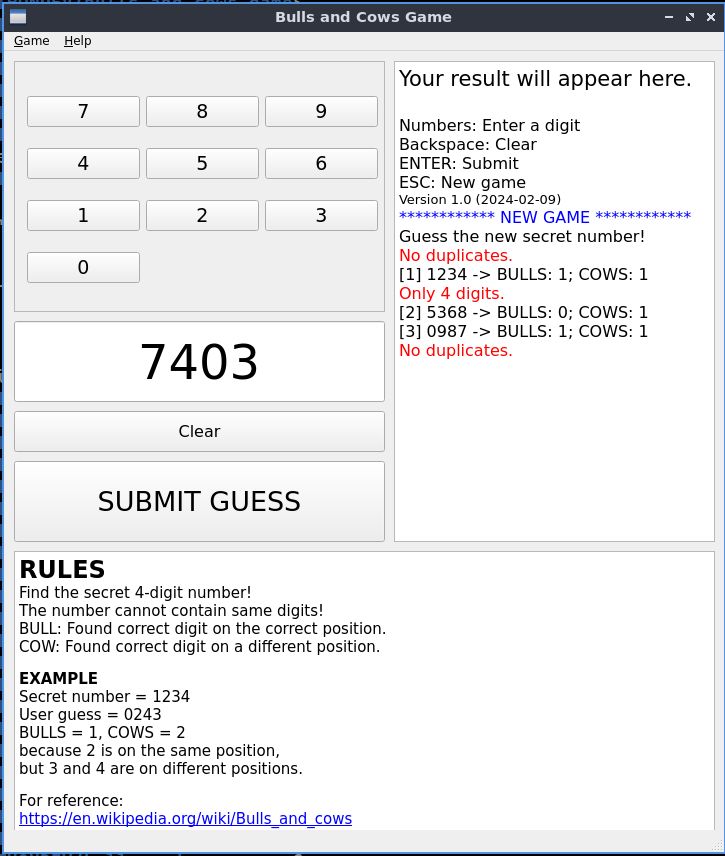 Bulls and Cows Game
Game Help
7 8 9
4 5 6
1 2 3
0
7403
Clear
SUBMIT GUESS
Your result will appear here.
Numbers: Enter a digit
Backspace: Clear
ENTER: Submit
ESC: New game
Version 1.0 (2024-02-09)
************ NEW GAME ************
Guess the new secret number!
No duplicates.
[1] 1234 -> BULLS: 1; COWS: 1
Only 4 digits.
[2] 5368 -> BULLS: 0; COWS: 1
[3] 0987 -> BULLS: 1; COWS: 1
No duplicates.
RULES
Find the secret 4-digit number!
The number cannot contain same digits!
BULL: Found correct digit on the correct position.
COW: Found correct digit on a different position.
EXAMPLE
Secret number = 1234
User guess = 0243
BULLS = 1, COWS = 2
because 2 is on the same position,
but 3 and 4 are on different positions.
For reference:
https://en.wikipedia.org/wiki/Bulls_and_cows